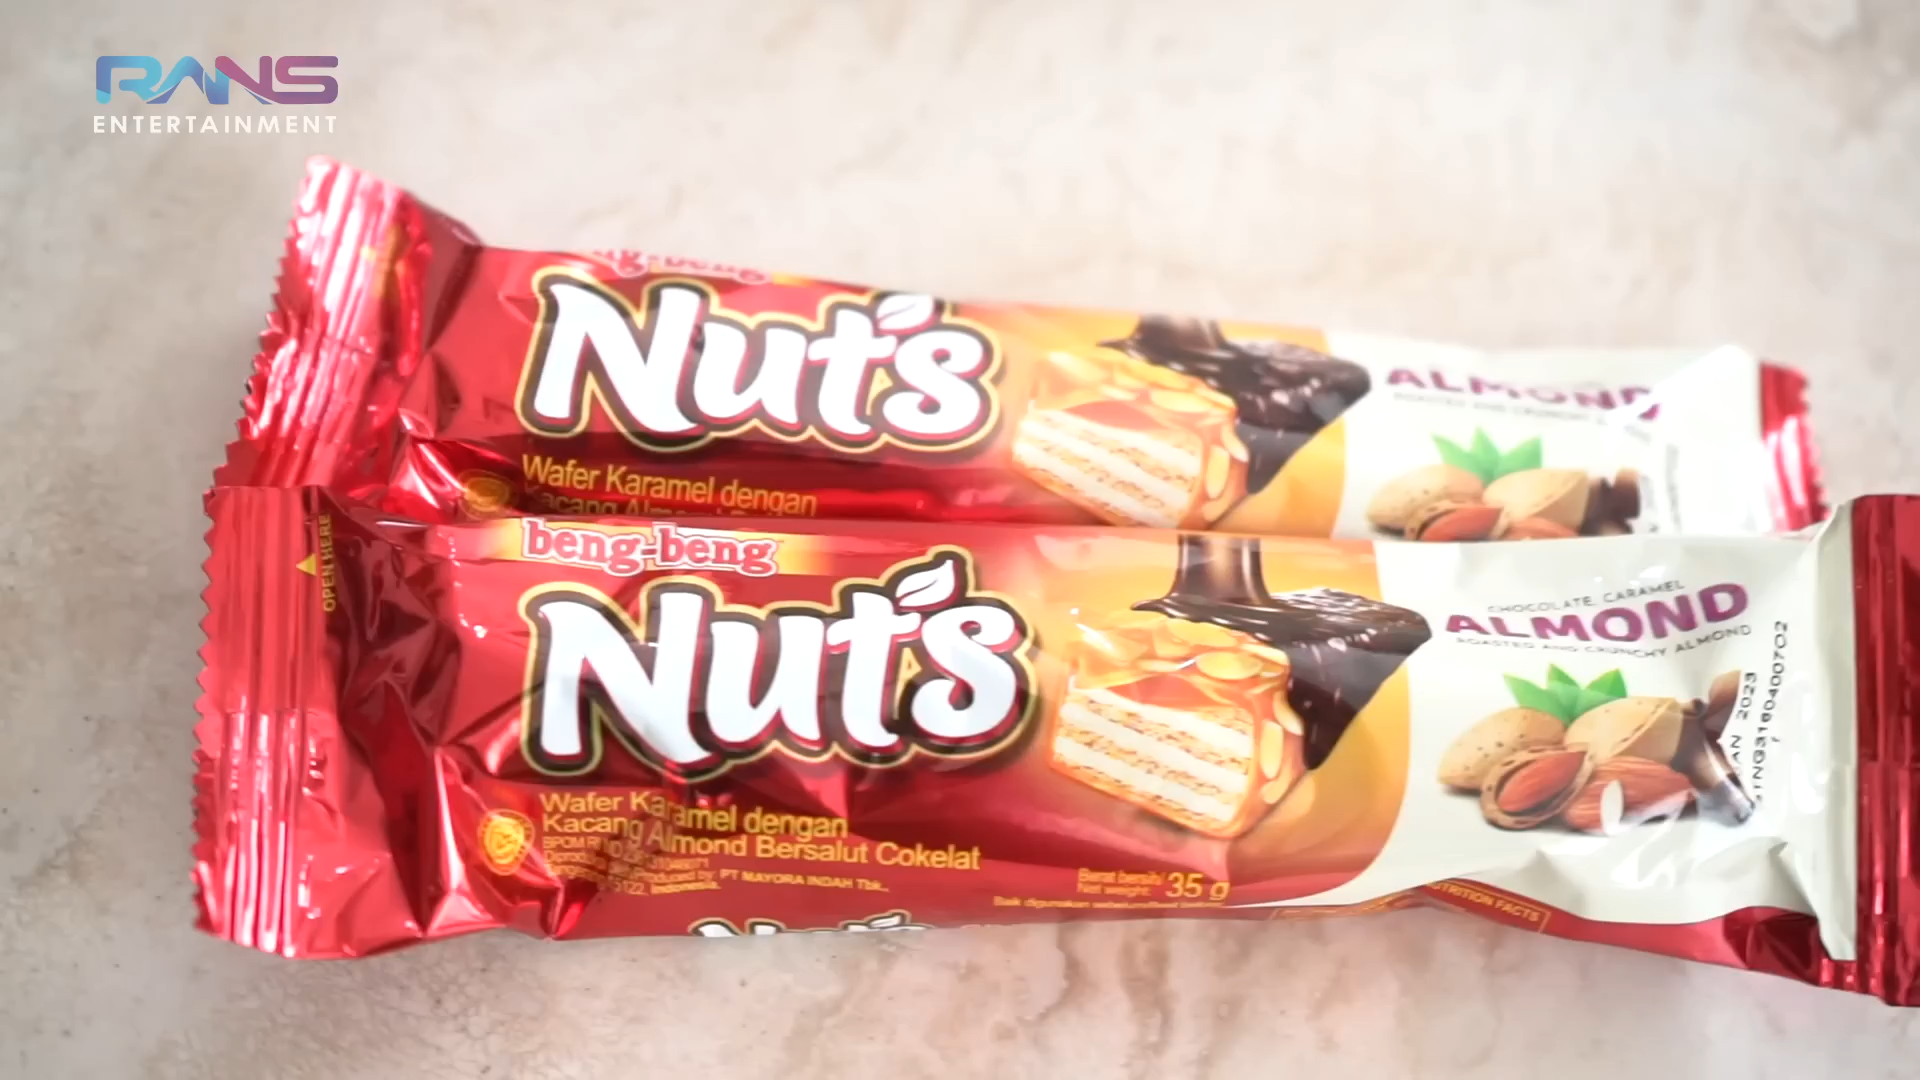 RANS
ENTERTAINMENT
Nut's
ALMOND
Wafer Karamel dengan
OPEN HERE
beng-beng
Nut's
CHOCOLATE, CARAMEL
ALMOND
ROASTED AND CRUNCHY ALMOND
Wafer Karamel dengan
Kacang Almond Bersalut Cokelat
Produced by: PT MAYORA INDAH Tbk.,
Indonesia.
Berat bersih/
Net weight: 35 g
NUTRITION FACTS